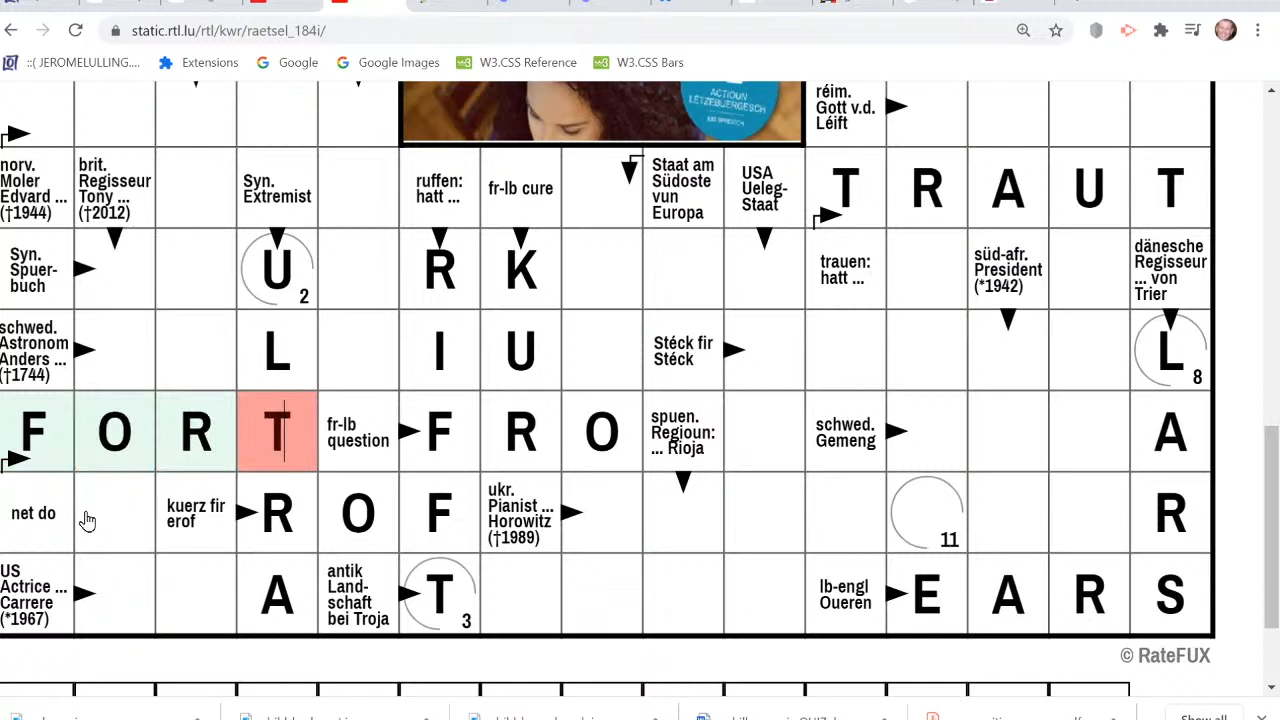 static.rtl.lu/rtl/kwr/raetsel_184i/
::( JEROMELULLING....
Extensions
Google
Google Images
W3.CSS Reference
W3.CSS Bars
ACTIOUN
LËTZEBUERGESCH
réim.
Gott v.d.
Léift
norv.
Moler
Edvard ...
(†1944)
brit.
Regisseur
Tony ...
(†2012)
Syn.
Extremist
ruffen:
hatt ...
fr-lb cure
Staat am
Südoste
vun
Europa
USA
Ueleg-
Staat
T R A U T
Syn.
Spuer-
buch
U 2
R K
trauen:
hatt ...
süd-afr.
President
(*1942)
dänesche
Regisseur
... von
Trier
schwed.
Astronom
Anders ...
(†1744)
L
I U
Stéck fir
Stéck
L 8
F O R T
fr-lb
question
F R O
spuen.
Regioun:
... Rioja
schwed.
Gemeng
A
net do
kuerz fir
erof
R O F
ukr.
Pianist ...
Horowitz
(†1989)
11
R
US
Actrice ...
Carrere
(*1967)
A
antik
Land-
schaft
bei Troja
T 3
lb-engl
Oueren
E A R S
© RateFUX
Show all